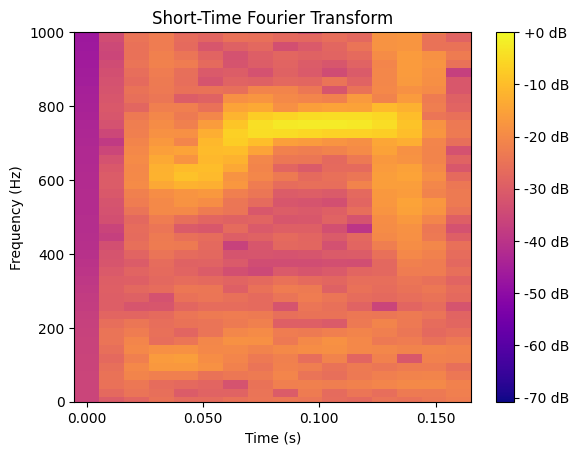 Short-Time Fourier Transform
1000
800
600
400
200
0
Frequency (Hz)
0.000
0.050
0.100
0.150
Time (s)
+0 dB
-10 dB
-20 dB
-30 dB
-40 dB
-50 dB
-60 dB
-70 dB